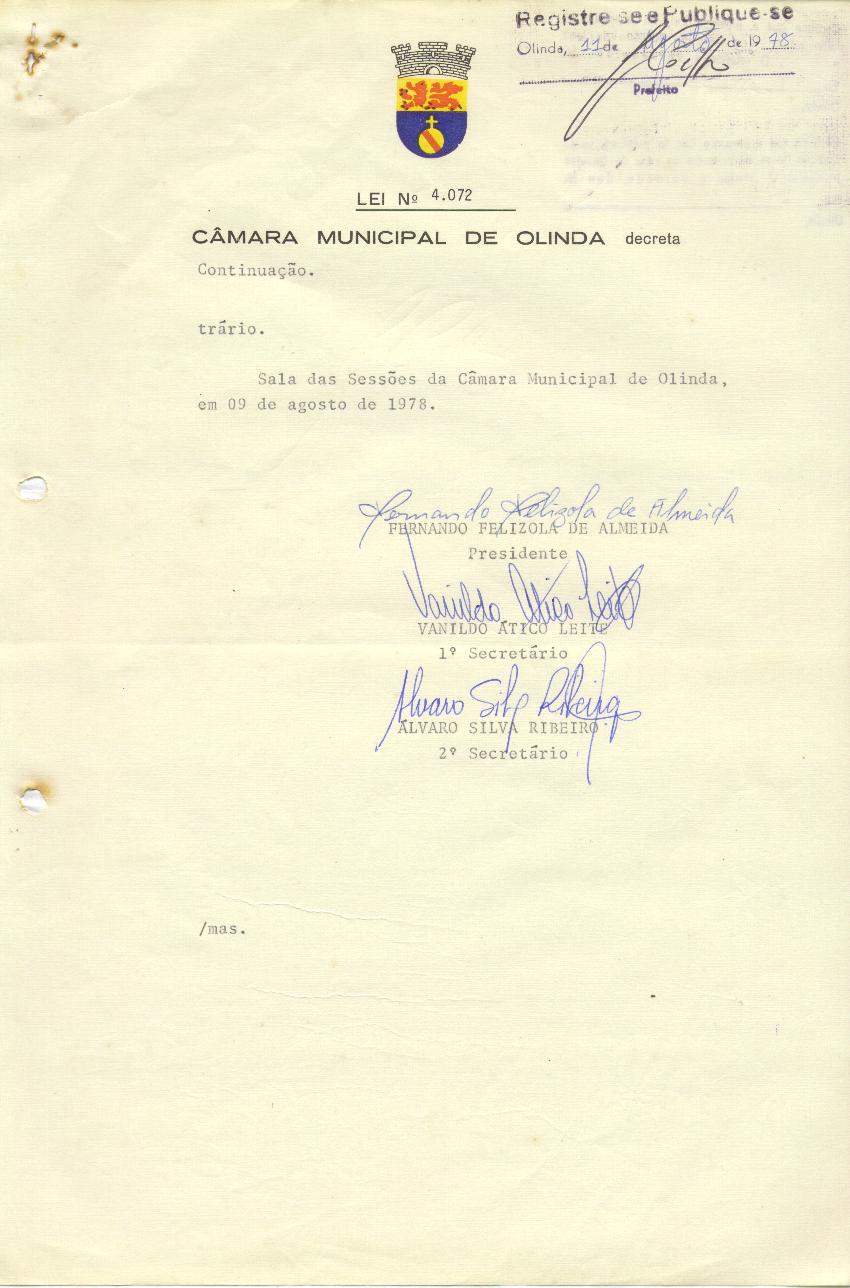 Registre-se e Publique-se
Olinda, 11 de agosto de 1978
Prefeito
LEI Nº 4.072
CÂMARA MUNICIPAL DE OLINDA decreta
Continuação.
trário.
Sala das Sessões da Câmara Municipal de Olinda,
em 09 de agosto de 1978.
Fernando Felizola de Almeida
FERNANDO FELIZOLA DE ALMEIDA
Presidente
Vanildo Ático Leite
VANILDO ÁTICO LEITE
1º Secretário
Alvaro Silva Ribeiro
ÁLVARO SILVA RIBEIRO
2º Secretário
/mas.